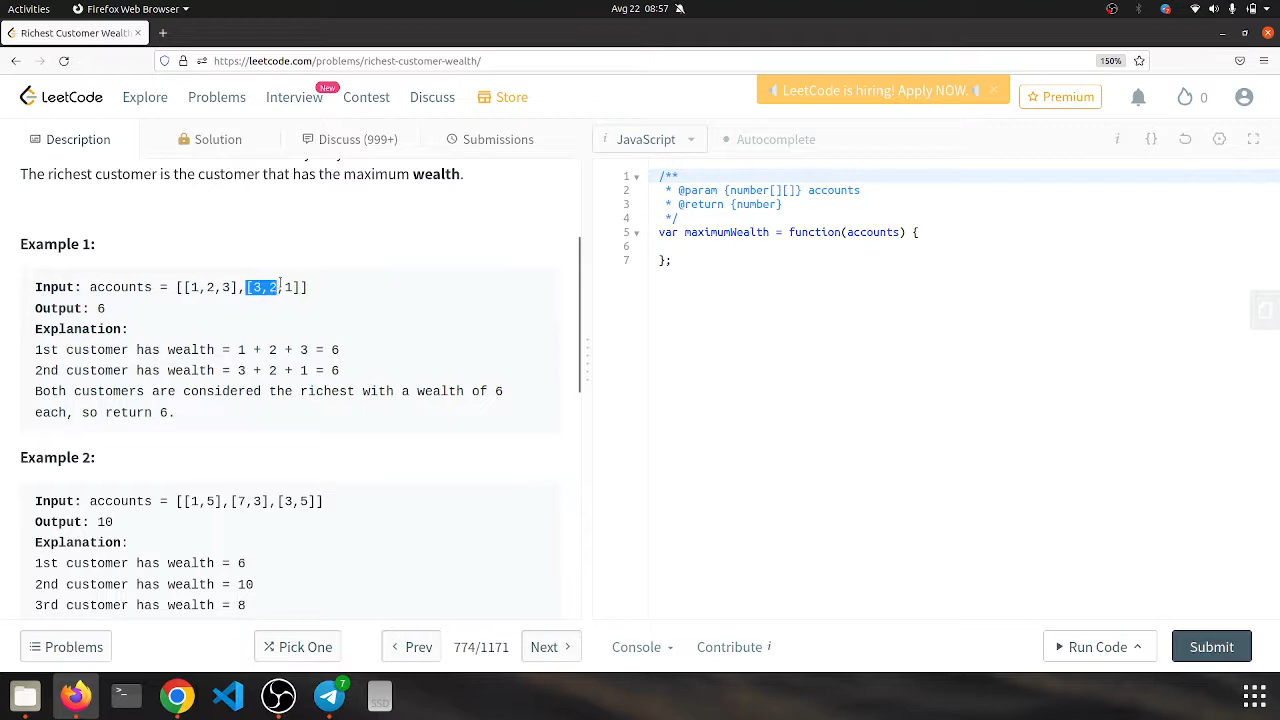 Activities
Firefox Web Browser
Aug 22 08:57
Richest Customer Wealth
https://leetcode.com/problems/richest-customer-wealth/
150%
LeetCode
Explore
Problems
Interview
New
Contest
Discuss
Store
LeetCode is hiring! Apply NOW.
Premium
0
Description
Solution
Discuss (999+)
Submissions
JavaScript
Autocomplete
The richest customer is the customer that has the maximum wealth.
Example 1:
Input: accounts = [[1,2,3],[3,2,1]]
Output: 6
Explanation:
1st customer has wealth = 1 + 2 + 3 = 6
2nd customer has wealth = 3 + 2 + 1 = 6
Both customers are considered the richest with a wealth of 6
each, so return 6.
Example 2:
Input: accounts = [[1,5],[7,3],[3,5]]
Output: 10
Explanation:
1st customer has wealth = 6
2nd customer has wealth = 10
3rd customer has wealth = 8
1 /**
2 * @param {number[][]} accounts
3 * @return {number}
4 */
5 var maximumWealth = function(accounts) {
6
7 };
Problems
Pick One
Prev
774/1171
Next
Console
Contribute i
Run Code
Submit
7
SSD